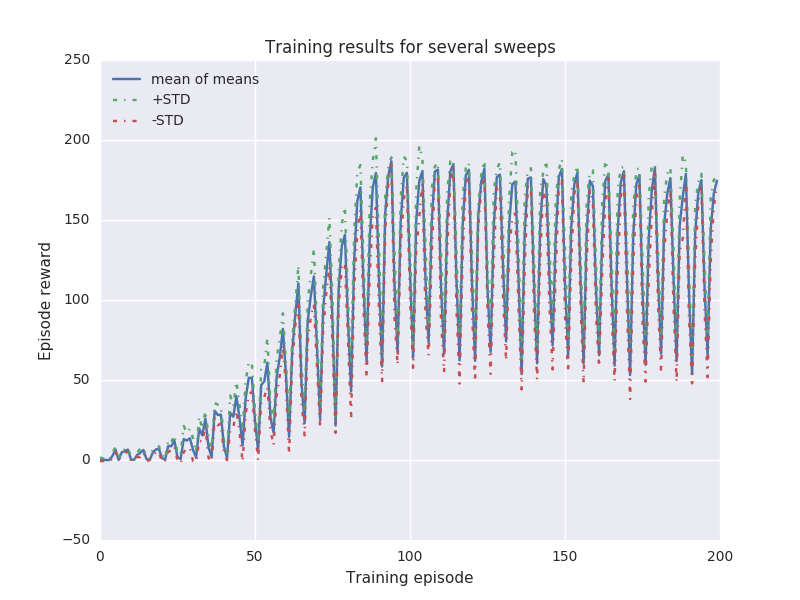 Training results for several sweeps
250
mean of means
+STD
-STD
200
150
100
50
0
−50
Episode reward
0 50 100 150 200
Training episode